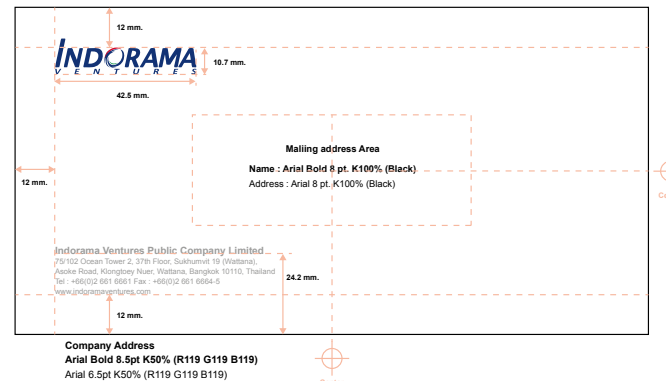 12 mm.
INDORAMA
VENTURES
10.7 mm.
42.5 mm.
Maliing address Area
Name : Arial Bold 8 pt. K100% (Black)
Address : Arial 8 pt. K100% (Black)
12 mm.
Indorama Ventures Public Company Limited
75/102 Ocean Tower 2, 37th Floor, Sukhumvit 19 (Wattana),
Asoke Road, Klongtoey Nuer, Wattana, Bangkok 10110, Thailand
Tel : +66(0)2 661 6661 Fax : +66(0)2 661 6664-5
www.indoramaventures.com
24.2 mm.
12 mm.
Company Address
Arial Bold 8.5pt K50% (R119 G119 B119)
Arial 6.5pt K50% (R119 G119 B119)